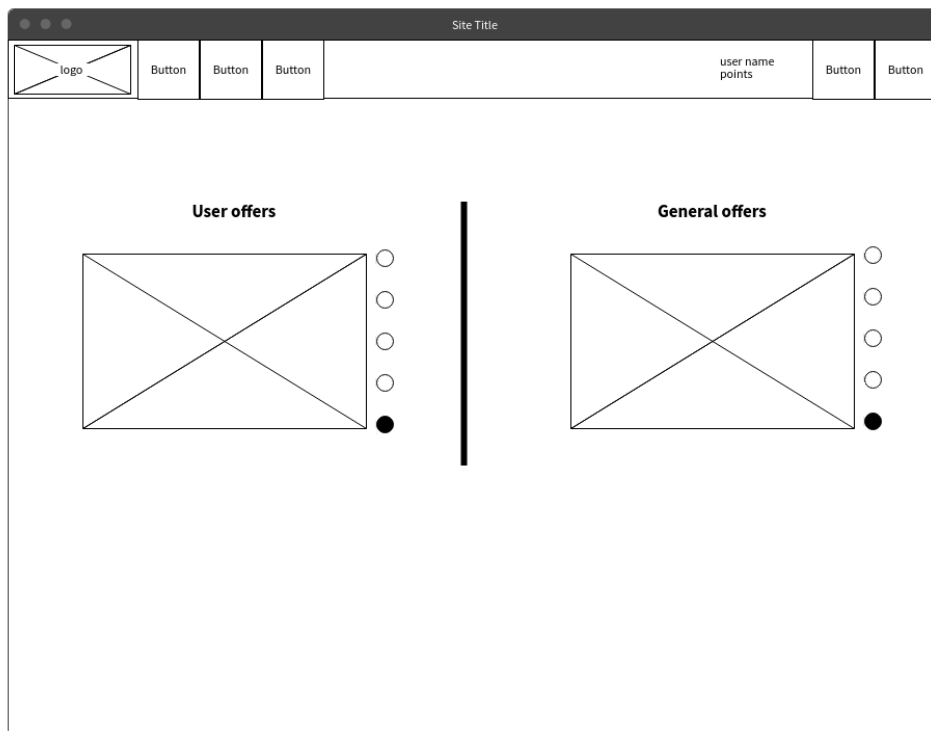 Site Title
logo
Button
Button
Button
user name
points
Button
Button
User offers
General offers